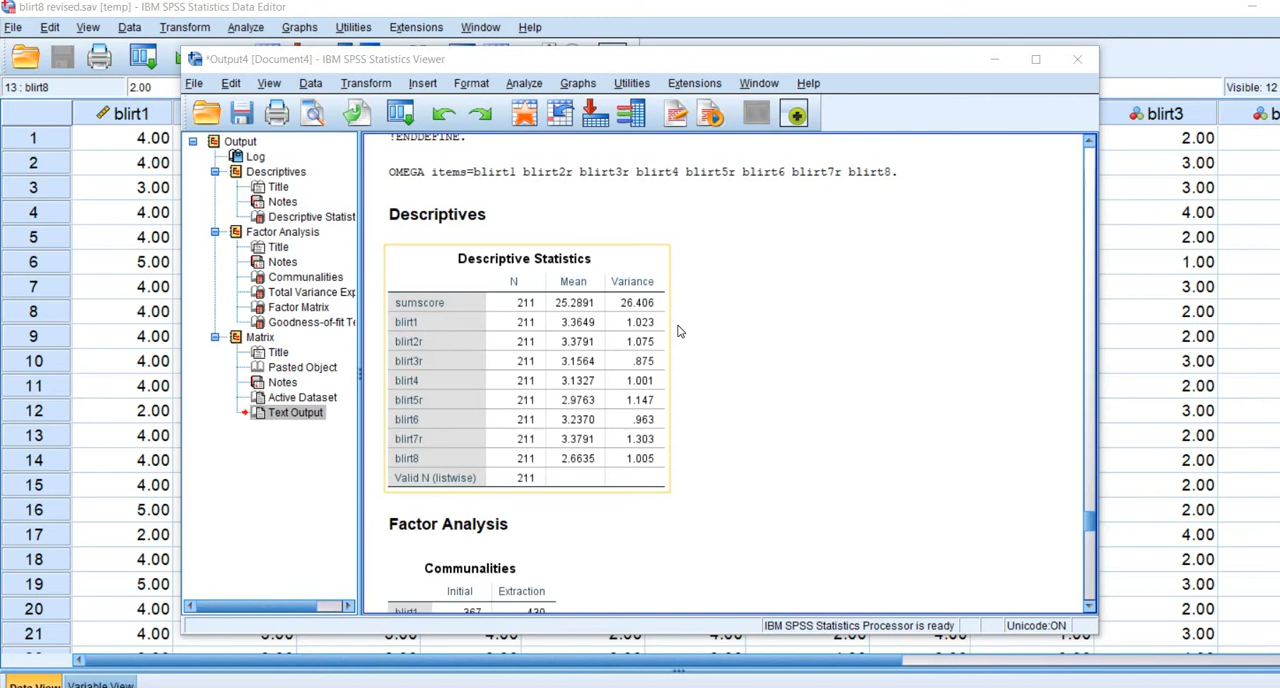 blirt8 revised.sav [temp] - IBM SPSS Statistics Data Editor
File Edit View Data Transform Graphs Analyze Utilities Extensions Window Help
13 : blirt8 2.00 Visible: 12
blirt1 blirt3
1 4.00 2.00
2 4.00 3.00
3 3.00 3.00
4 4.00 4.00
5 4.00 2.00
6 5.00 1.00
7 4.00 3.00
8 4.00 2.00
9 4.00 2.00
10 4.00 3.00
11 4.00 2.00
12 2.00 3.00
13 4.00 2.00
14 4.00 2.00
15 4.00 2.00
16 5.00 2.00
17 2.00 4.00
18 4.00 2.00
19 5.00 3.00
20 4.00 2.00
21 4.00 3.00
Data View Variable View
*Output4 [Document4] - IBM SPSS Statistics Viewer
File Edit View Data Transform Insert Format Analyze Graphs Utilities Extensions Window Help
Output
Log
Descriptives
Title
Notes
Descriptive Statist
Factor Analysis
Title
Notes
Communalities
Total Variance Exp
Factor Matrix
Goodness-of-fit Te
Matrix
Title
Pasted Object
Notes
Active Dataset
Text Output
!ENDDEFINE.
OMEGA items=blirt1 blirt2r blirt3r blirt4 blirt5r blirt6 blirt7r blirt8.
Descriptives
Descriptive Statistics
N Mean Variance
sumscore 211 25.2891 26.406
blirt1 211 3.3649 1.023
blirt2r 211 3.3791 1.075
blirt3r 211 3.1564 .875
blirt4 211 3.1327 1.001
blirt5r 211 2.9763 1.147
blirt6 211 3.2370 .963
blirt7r 211 3.3791 1.303
blirt8 211 2.6635 1.005
Valid N (listwise) 211
Factor Analysis
Communalities
Initial Extraction
blirt1 .367 .430
IBM SPSS Statistics Processor is ready Unicode:ON